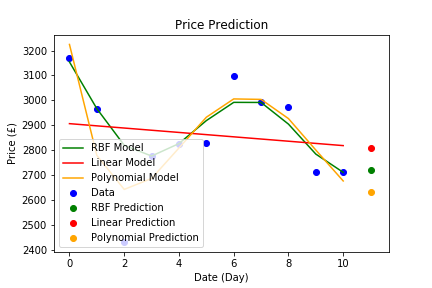 Price Prediction
3200
3100
3000
2900
2800
2700
2600
2500
2400
Price (£)
RBF Model
Linear Model
Polynomial Model
Data
RBF Prediction
Linear Prediction
Polynomial Prediction
0 2 4 6 8 10
Date (Day)